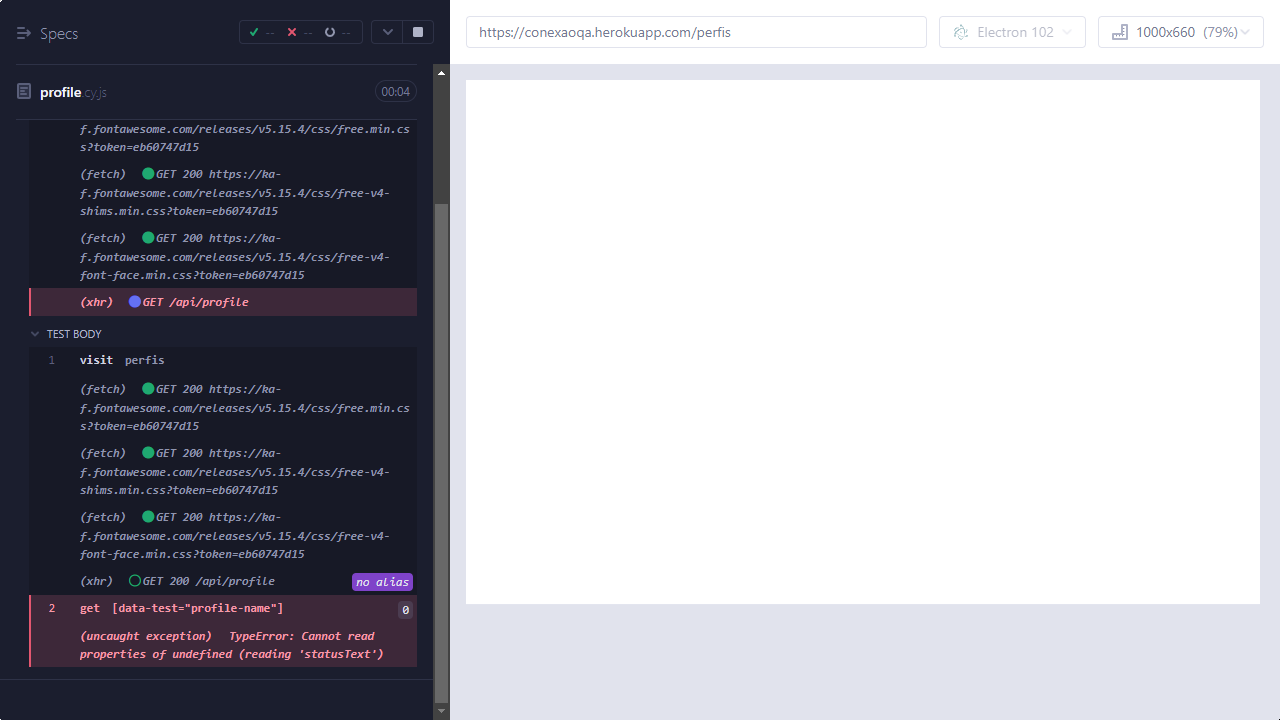 Specs
--
--
--
https://conexaoqa.herokuapp.com/perfis
Electron 102
1000x660 (79%)
profile.cy.js
00:04
f.fontawesome.com/releases/v5.15.4/css/free.min.cs
s?token=eb60747d15
(fetch) GET 200 https://ka-
f.fontawesome.com/releases/v5.15.4/css/free-v4-
shims.min.css?token=eb60747d15
(fetch) GET 200 https://ka-
f.fontawesome.com/releases/v5.15.4/css/free-v4-
font-face.min.css?token=eb60747d15
(xhr) GET /api/profile
TEST BODY
1 visit perfis
(fetch) GET 200 https://ka-
f.fontawesome.com/releases/v5.15.4/css/free.min.cs
s?token=eb60747d15
(fetch) GET 200 https://ka-
f.fontawesome.com/releases/v5.15.4/css/free-v4-
shims.min.css?token=eb60747d15
(fetch) GET 200 https://ka-
f.fontawesome.com/releases/v5.15.4/css/free-v4-
font-face.min.css?token=eb60747d15
(xhr) GET 200 /api/profile no alias
2 get [data-test="profile-name"] 0
(uncaught exception) TypeError: Cannot read
properties of undefined (reading 'statusText')